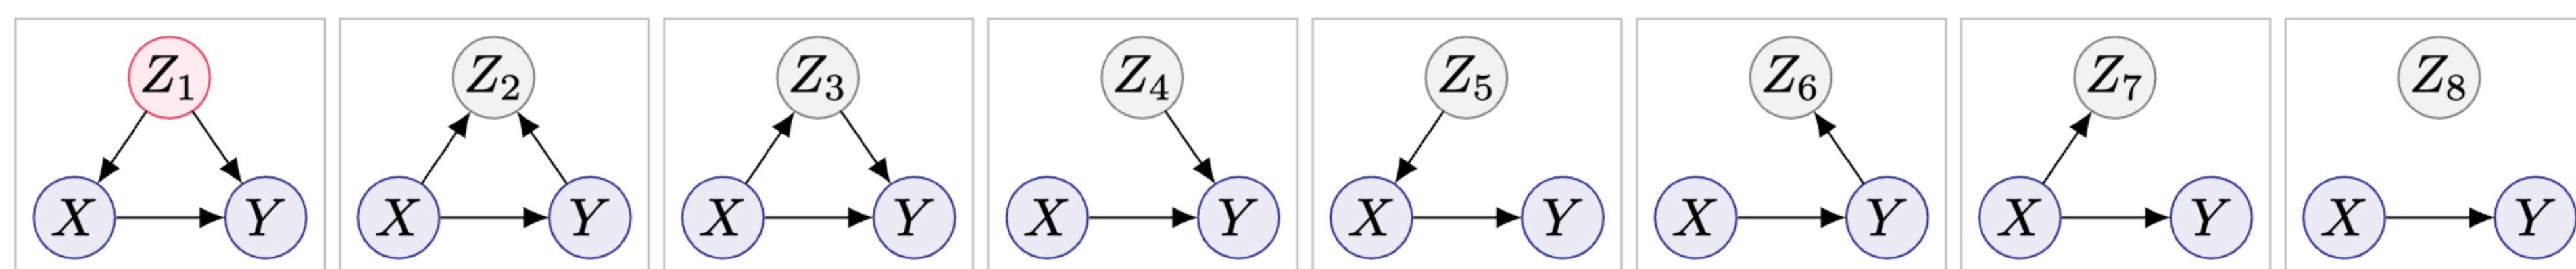 Z₁ Z₂ Z₃ Z₄ Z₅ Z₆ Z₇ Z₈
X Y X Y X Y X Y X Y X Y X Y X Y